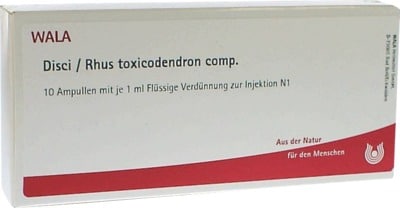 WALA
Disci / Rhus toxicodendron comp.
10 Ampullen mit je 1 ml Flüssige Verdünnung zur Injektion N1
Aus der Natur
für den Menschen
WALA